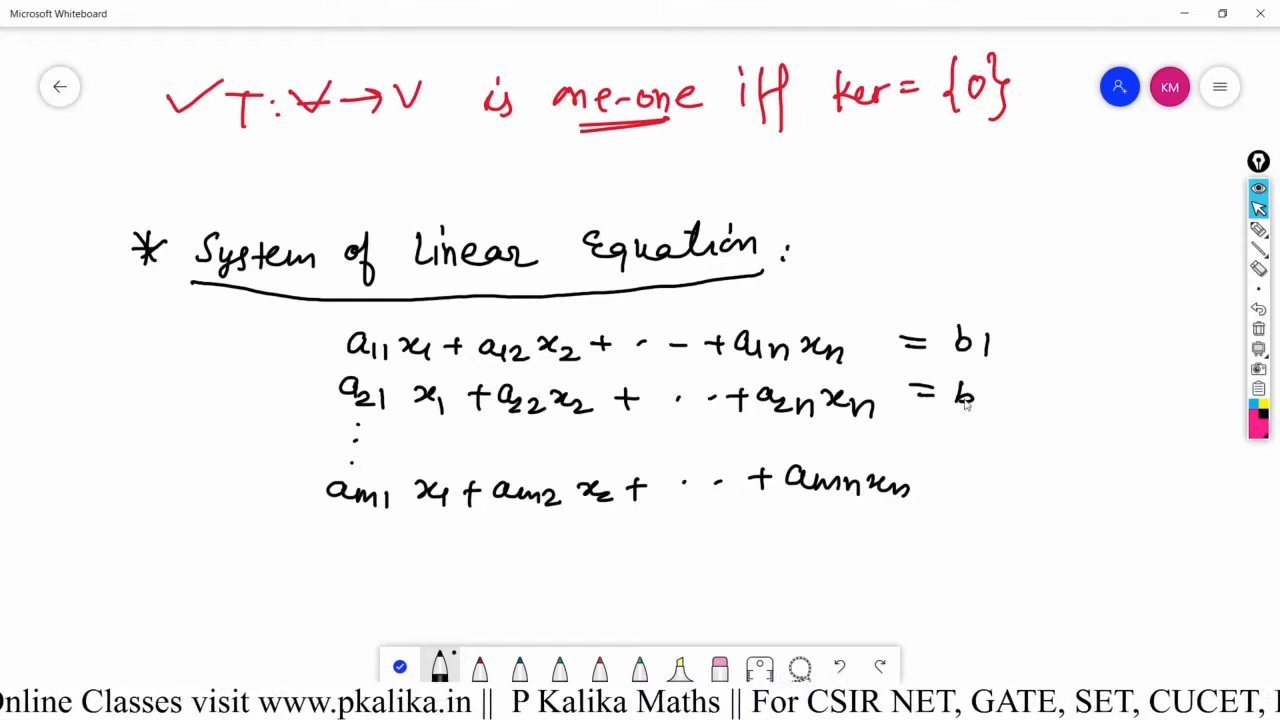 Microsoft Whiteboard
✓ T: V → V is one-one iff ker = {0}
KM
* System of Linear Equation :
a11 x1 + a12 x2 + ·· – + a1n xn = b1
a21 x1 + a22 x2 + ·· ·· + a2n xn = b
⋮
am1 x1 + am2 x2 + ·· ·· + amn xn
Online Classes visit www.pkalika.in || P Kalika Maths || For CSIR NET, GATE, SET, CUCET,